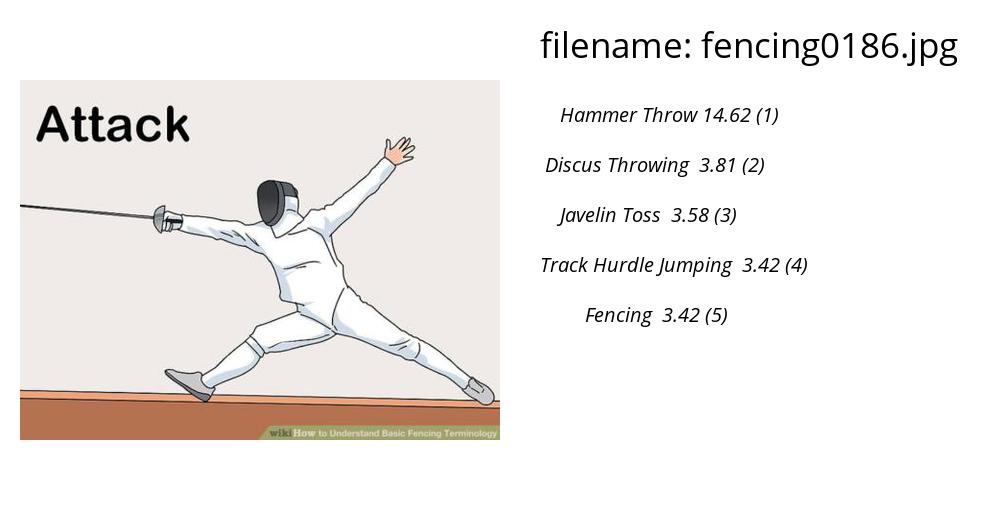 filename: fencing0186.jpg
Attack
Hammer Throw 14.62 (1)
Discus Throwing 3.81 (2)
Javelin Toss 3.58 (3)
Track Hurdle Jumping 3.42 (4)
Fencing 3.42 (5)
wikiHow to Understand Basic Fencing Terminology